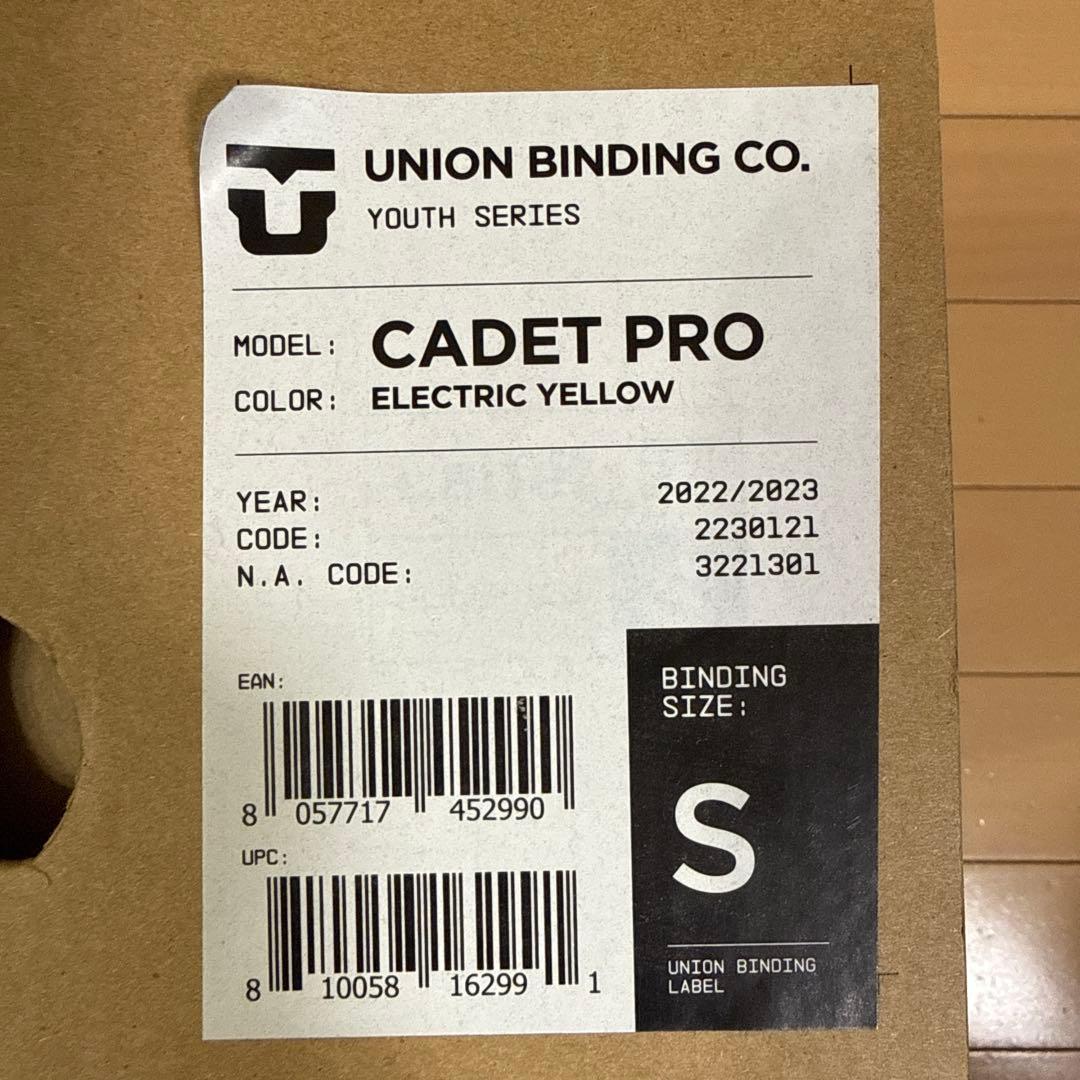 UNION BINDING CO.
YOUTH SERIES
MODEL: CADET PRO
COLOR: ELECTRIC YELLOW
YEAR: 2022/2023
CODE: 2230121
N.A. CODE: 3221301
EAN:
8 057717 452990
UPC:
8 10058 16299 1
BINDING
SIZE:
S
UNION BINDING
LABEL